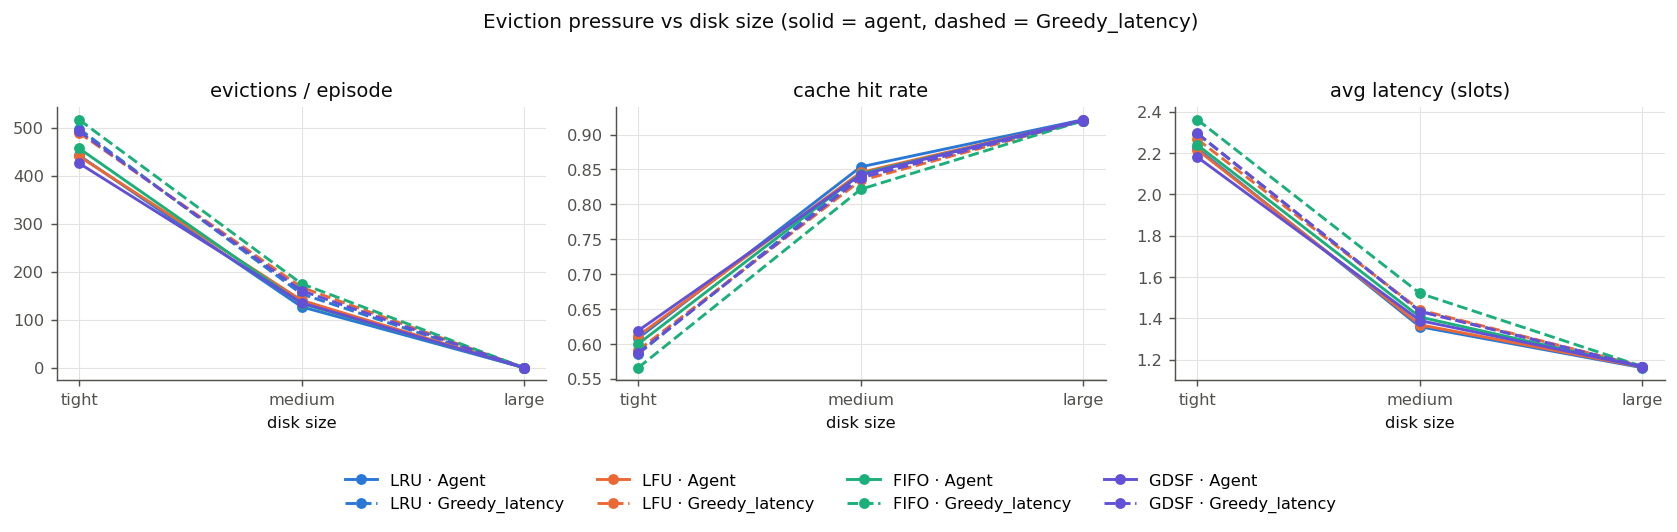 Eviction pressure vs disk size (solid = agent, dashed = Greedy_latency)
evictions / episode
500
400
300
200
100
0
tight medium large
disk size
cache hit rate
0.90
0.85
0.80
0.75
0.70
0.65
0.60
0.55
tight medium large
disk size
avg latency (slots)
2.4
2.2
2.0
1.8
1.6
1.4
1.2
tight medium large
disk size
LRU · Agent
LRU · Greedy_latency
LFU · Agent
LFU · Greedy_latency
FIFO · Agent
FIFO · Greedy_latency
GDSF · Agent
GDSF · Greedy_latency